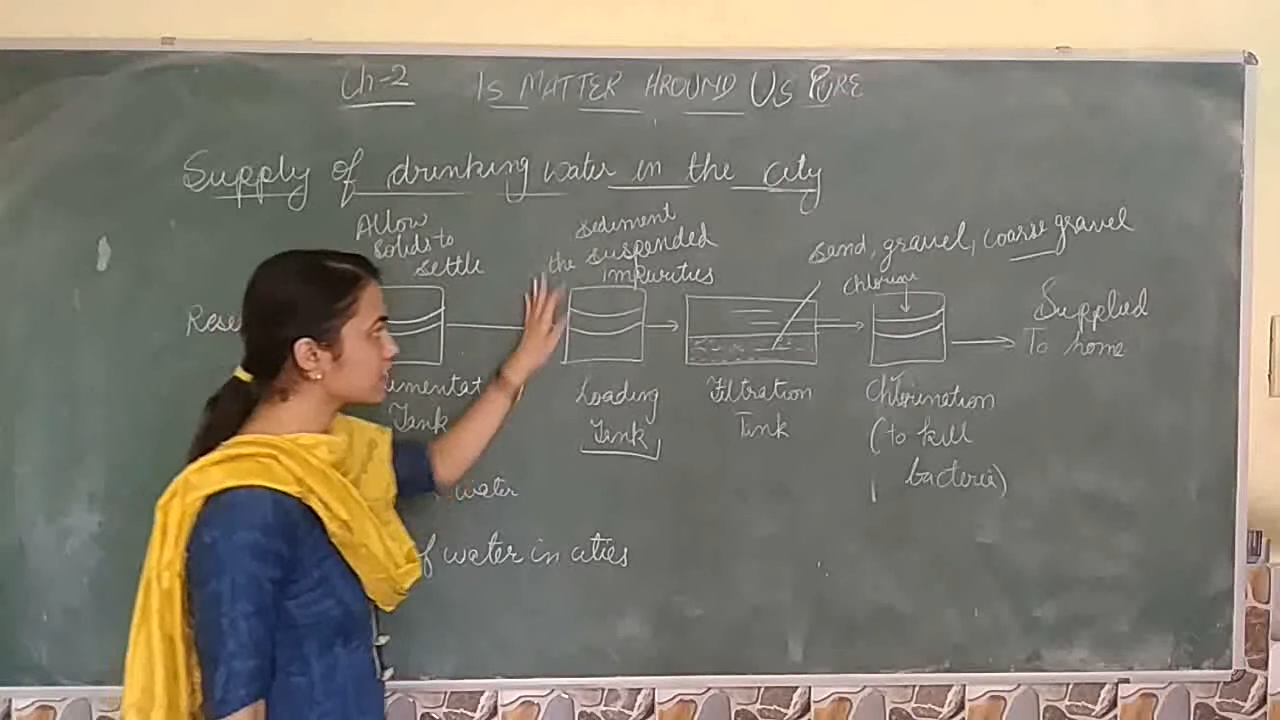 Ch-2 IS MATTER AROUND US PURE
Supply of drinking water in the city
Allow
solids to
settle
sediment
the suspended
impurities
sand, gravel, coarse gravel
chlorine
Rese
Supplied
To home
imentat
Tank
Loading
Tank
Filtration
Tank
Chlorination
(to kill
bacteria)
water
of water in cities